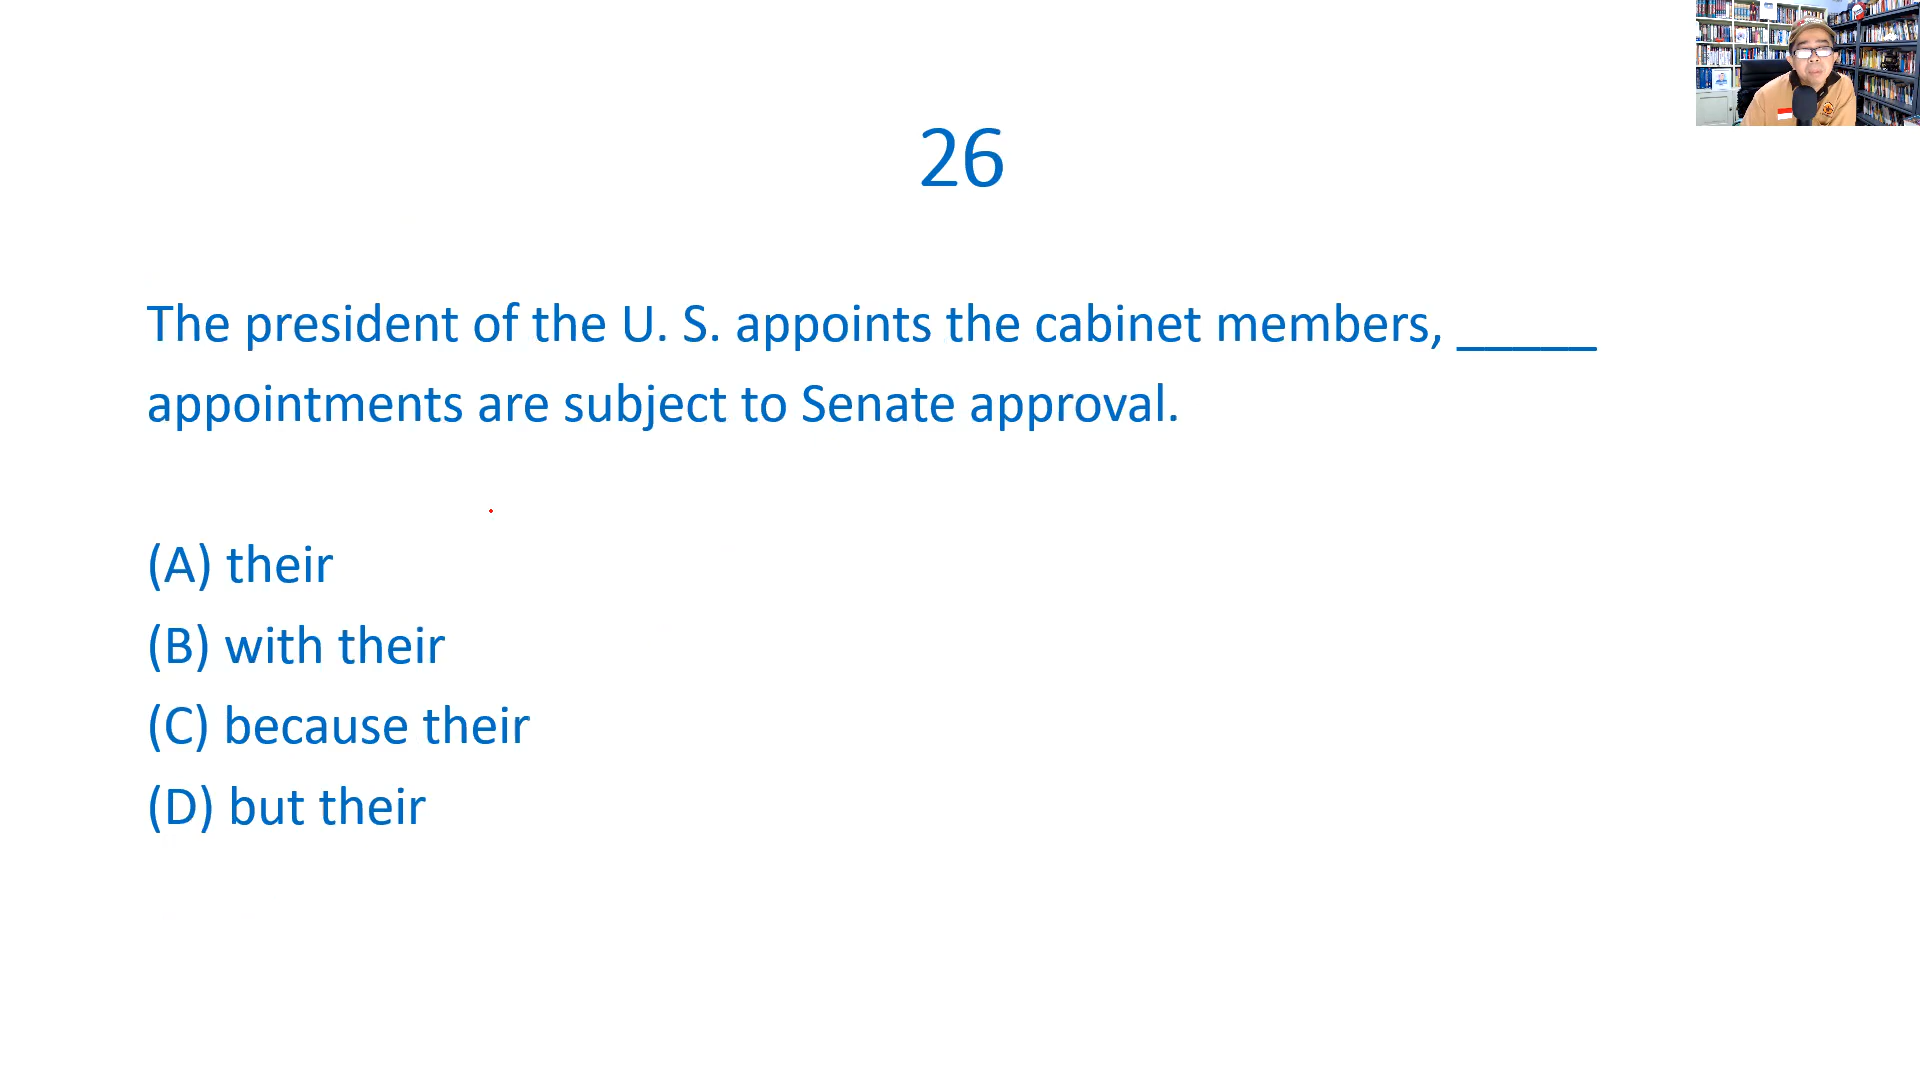 26
The president of the U. S. appoints the cabinet members, _____
appointments are subject to Senate approval.
(A) their
(B) with their
(C) because their
(D) but their